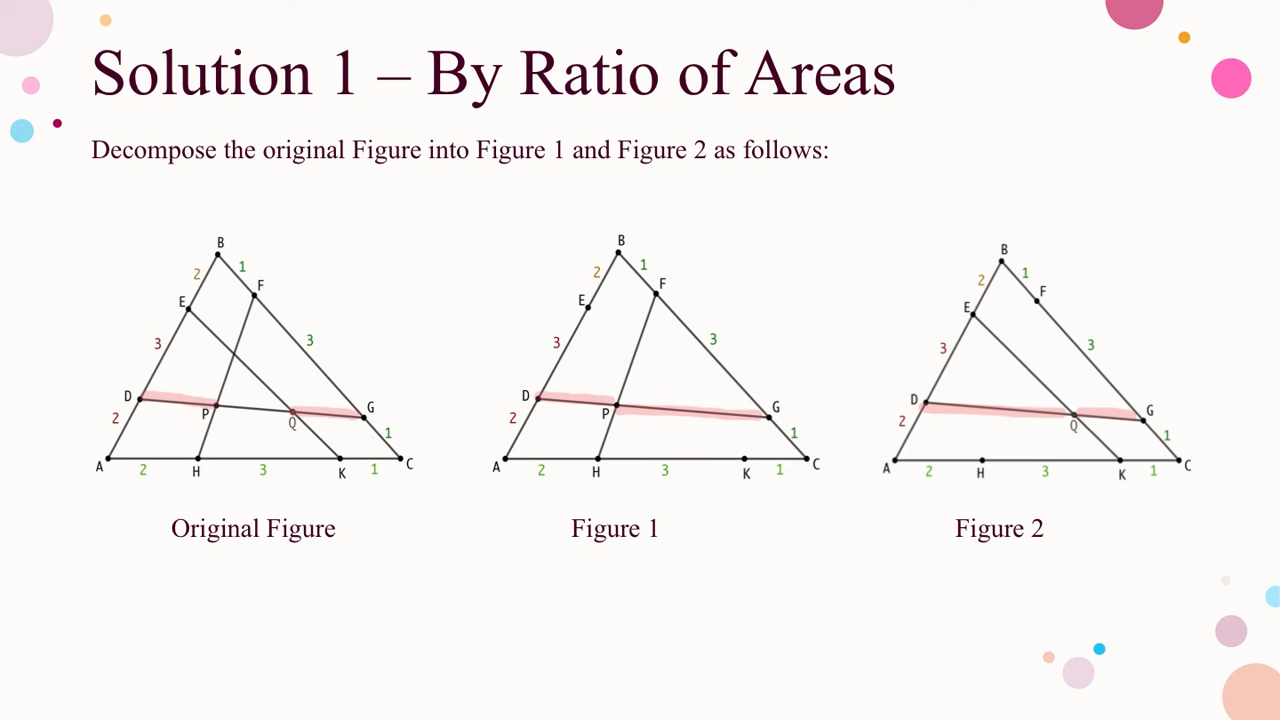 Solution 1 – By Ratio of Areas
Decompose the original Figure into Figure 1 and Figure 2 as follows:
B
2
1
E
F
3
3
D
P
Q
G
2
1
A
2
H
3
K
1
C
B
2
1
E
F
3
3
D
P
G
2
1
A
2
H
3
K
1
C
B
2
1
E
F
3
3
D
G
Q
2
1
A
2
H
3
K
1
C
Original Figure
Figure 1
Figure 2